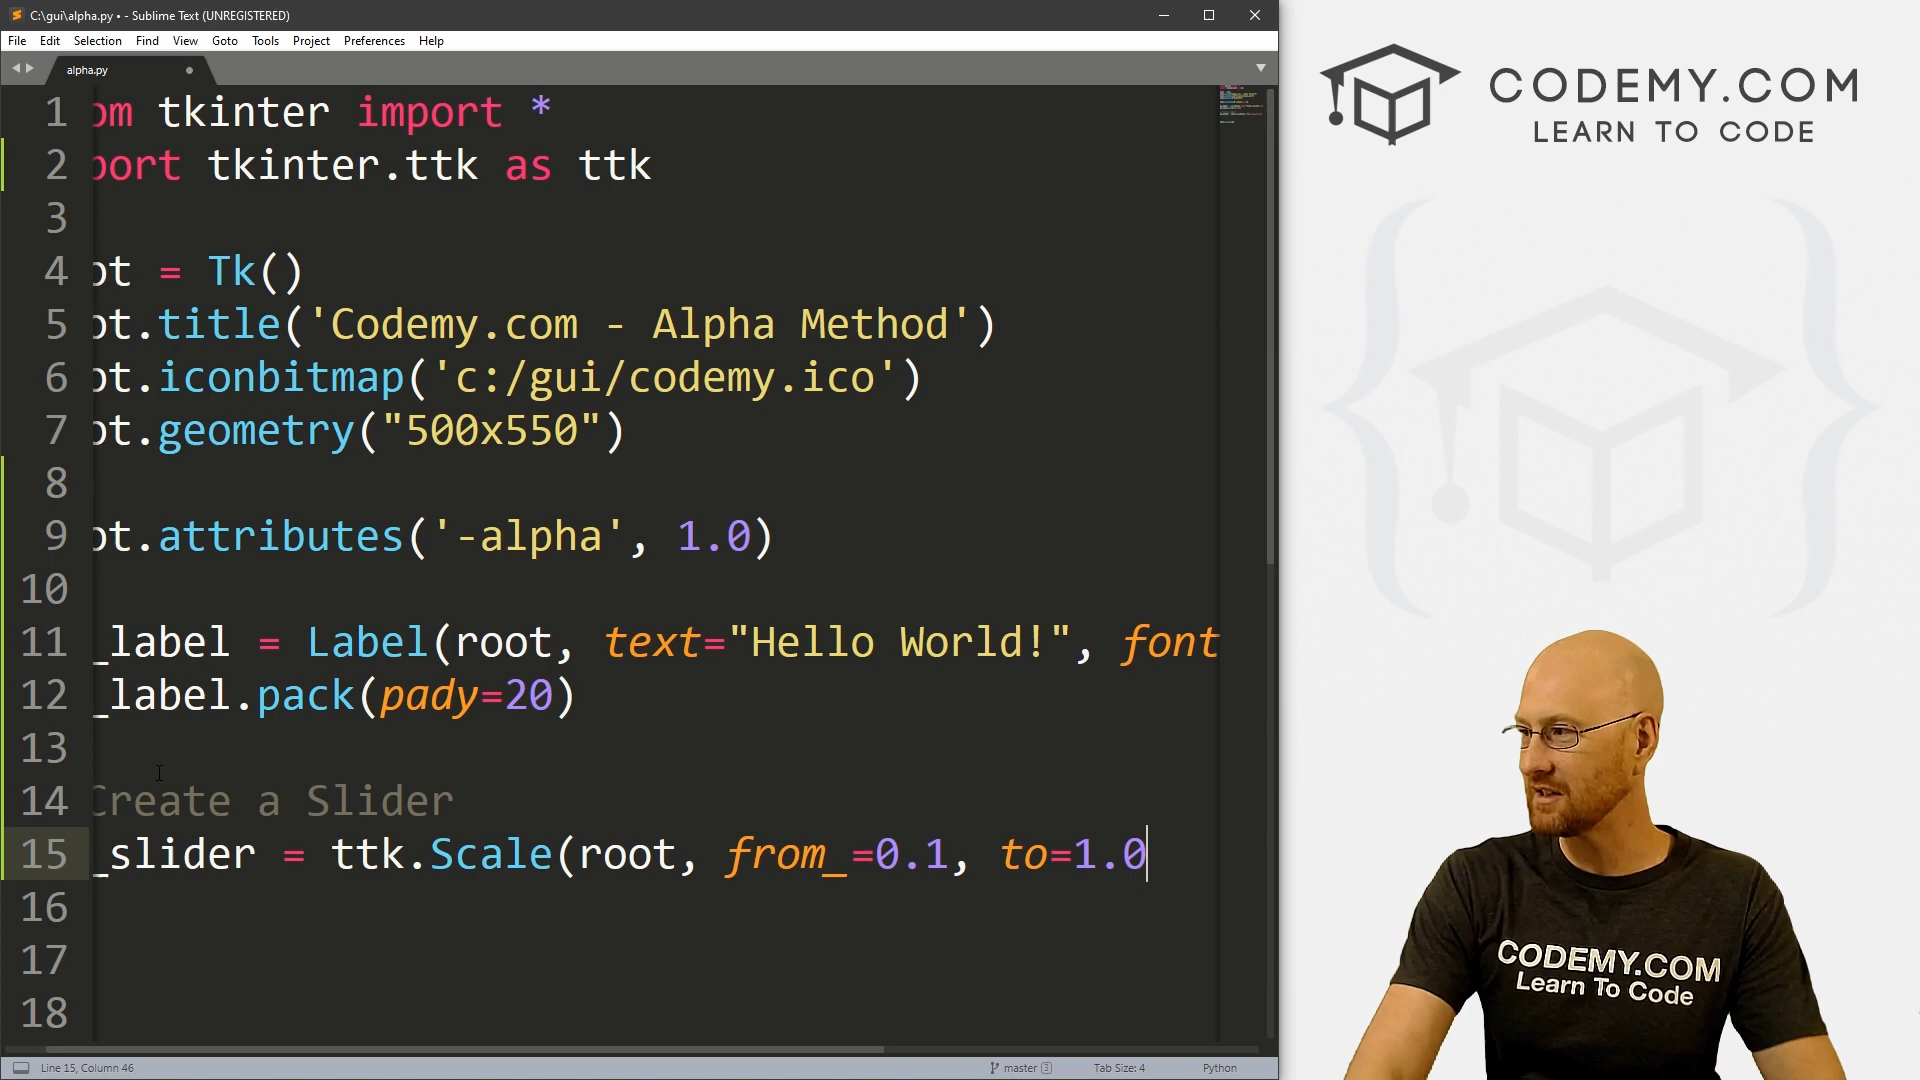 C:\gui\alpha.py • - Sublime Text (UNREGISTERED)
File Edit Selection Find View Goto Tools Project Preferences Help
alpha.py
1 om tkinter import *
2 port tkinter.ttk as ttk
3
4 ot = Tk()
5 ot.title('Codemy.com - Alpha Method')
6 ot.iconbitmap('c:/gui/codemy.ico')
7 ot.geometry("500x550")
8
9 ot.attributes('-alpha', 1.0)
10
11 _label = Label(root, text="Hello World!", font
12 _label.pack(pady=20)
13
14 Create a Slider
15 _slider = ttk.Scale(root, from_=0.1, to=1.0
16
17
18
Line 15, Column 46 master 3 Tab Size: 4 Python
CODEMY.COM
LEARN TO CODE
CODEMY.COM
Learn To Code